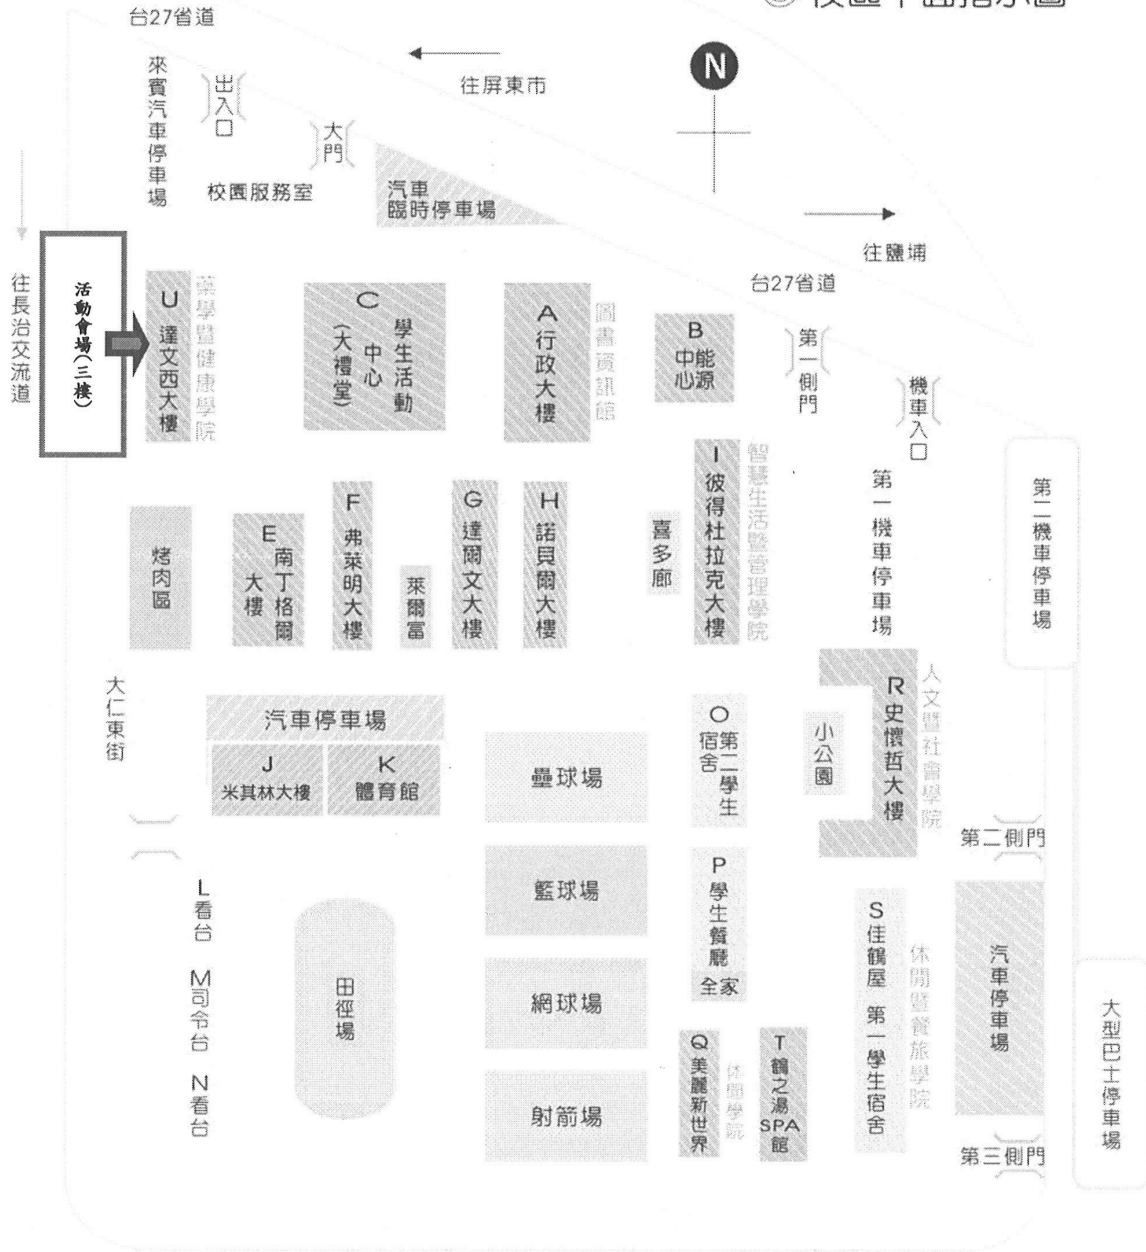 校區平面指示圖
台27省道
往屏東市
N
來賓汽車停車場
出入口
大門
校園服務室
汽車
臨時停車場
往鹽埔
台27省道
往長治交流道
活動會場(三樓)
U
達文西大樓
藥學暨健康學院
C
學生活動
中心
(大禮堂)
A
行政大樓
圖書資訊館
B
能源
中心
第一側門
機車入口
第一機車停車場
第二機車停車場
烤肉區
E
南丁格爾
大樓
F
弗萊明大樓
萊爾富
G
達爾文大樓
H
諾貝爾大樓
喜多廊
I
彼得杜拉克大樓
智慧生活暨管理學院
大仁東街
汽車停車場
J
米其林大樓
K
體育館
壘球場
O
第二學生
宿舍
小公園
R
史懷哲大樓
人文暨社會學院
第二側門
L
看台
M
司令台
N
看台
田徑場
籃球場
網球場
射箭場
P
學生餐廳
全家
Q
美麗新世界
休閒學院
T
鶴之湯
SPA
館
S
佳鶴屋 第一學生宿舍
休閒暨餐旅學院
汽車停車場
大型巴士停車場
第三側門